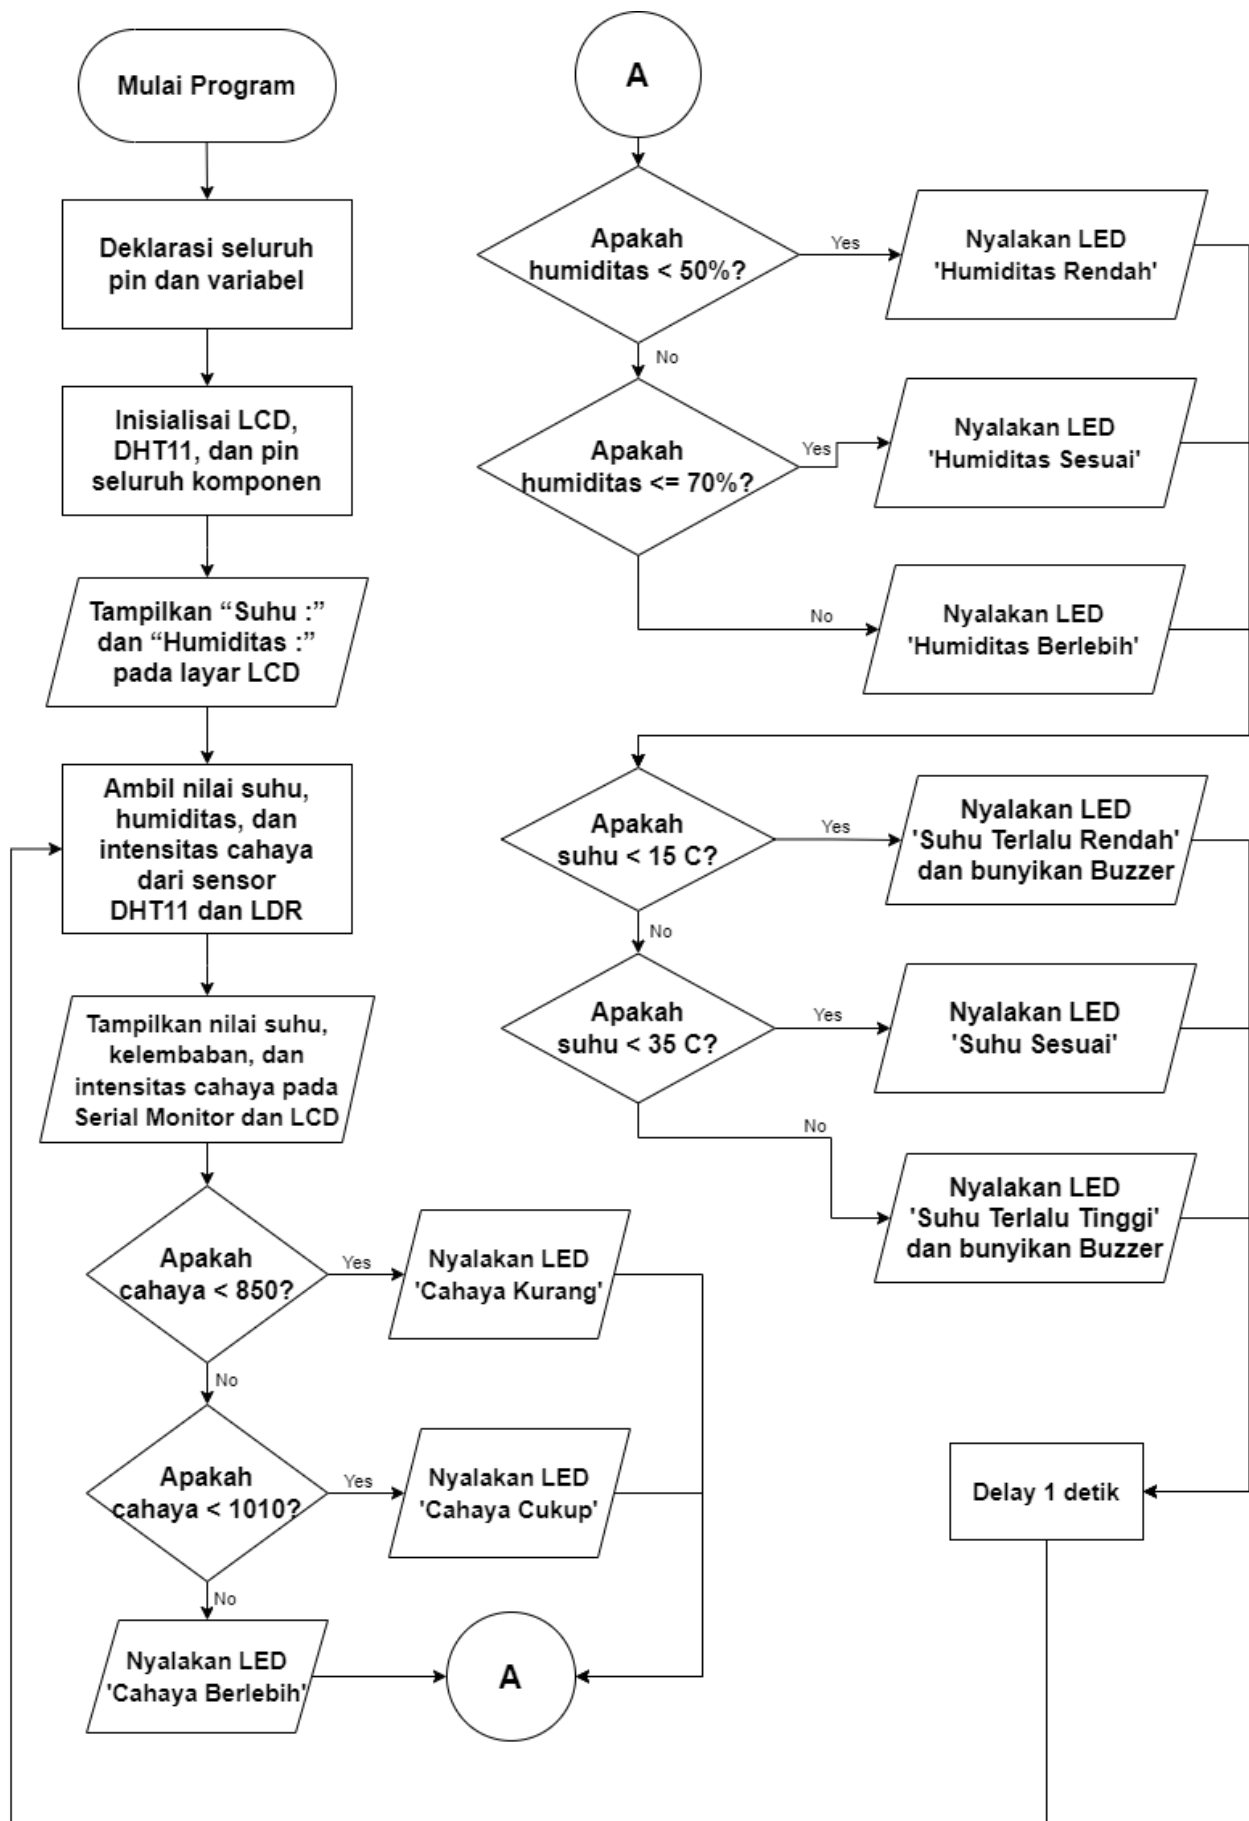 Mulai Program
Deklarasi seluruh
pin dan variabel
Inisialisai LCD,
DHT11, dan pin
seluruh komponen
Tampilkan “Suhu :”
dan “Humiditas :”
pada layar LCD
Ambil nilai suhu,
humiditas, dan
intensitas cahaya
dari sensor
DHT11 dan LDR
Tampilkan nilai suhu,
kelembaban, dan
intensitas cahaya pada
Serial Monitor dan LCD
Apakah
cahaya < 850?
Yes
Nyalakan LED
'Cahaya Kurang'
No
Apakah
cahaya < 1010?
Yes
Nyalakan LED
'Cahaya Cukup'
No
Nyalakan LED
'Cahaya Berlebih'
A
A
Apakah
humiditas < 50%?
Yes
Nyalakan LED
'Humiditas Rendah'
No
Apakah
humiditas <= 70%?
Yes
Nyalakan LED
'Humiditas Sesuai'
No
Nyalakan LED
'Humiditas Berlebih'
Apakah
suhu < 15 C?
Yes
Nyalakan LED
'Suhu Terlalu Rendah'
dan bunyikan Buzzer
No
Apakah
suhu < 35 C?
Yes
Nyalakan LED
'Suhu Sesuai'
No
Nyalakan LED
'Suhu Terlalu Tinggi'
dan bunyikan Buzzer
Delay 1 detik